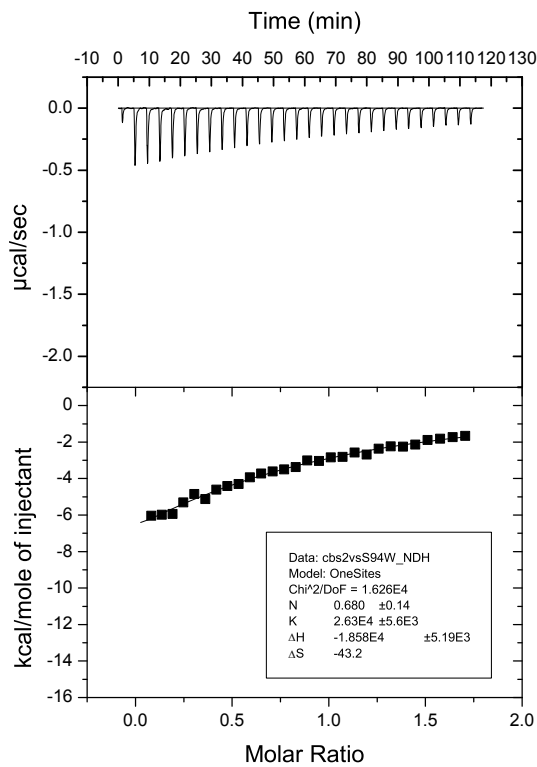 Time (min)
-10 0 10 20 30 40 50 60 70 80 90 100 110 120 130
0.0
-0.5
-1.0
-1.5
-2.0
µcal/sec
0
-2
-4
-6
-8
-10
-12
-14
-16
kcal/mole of injectant
Data: cbs2vsS94W_NDH
Model: OneSites
Chi^2/DoF = 1.626E4
N 0.680 ±0.14
K 2.63E4 ±5.6E3
ΔH -1.858E4 ±5.19E3
ΔS -43.2
0.0 0.5 1.0 1.5 2.0
Molar Ratio